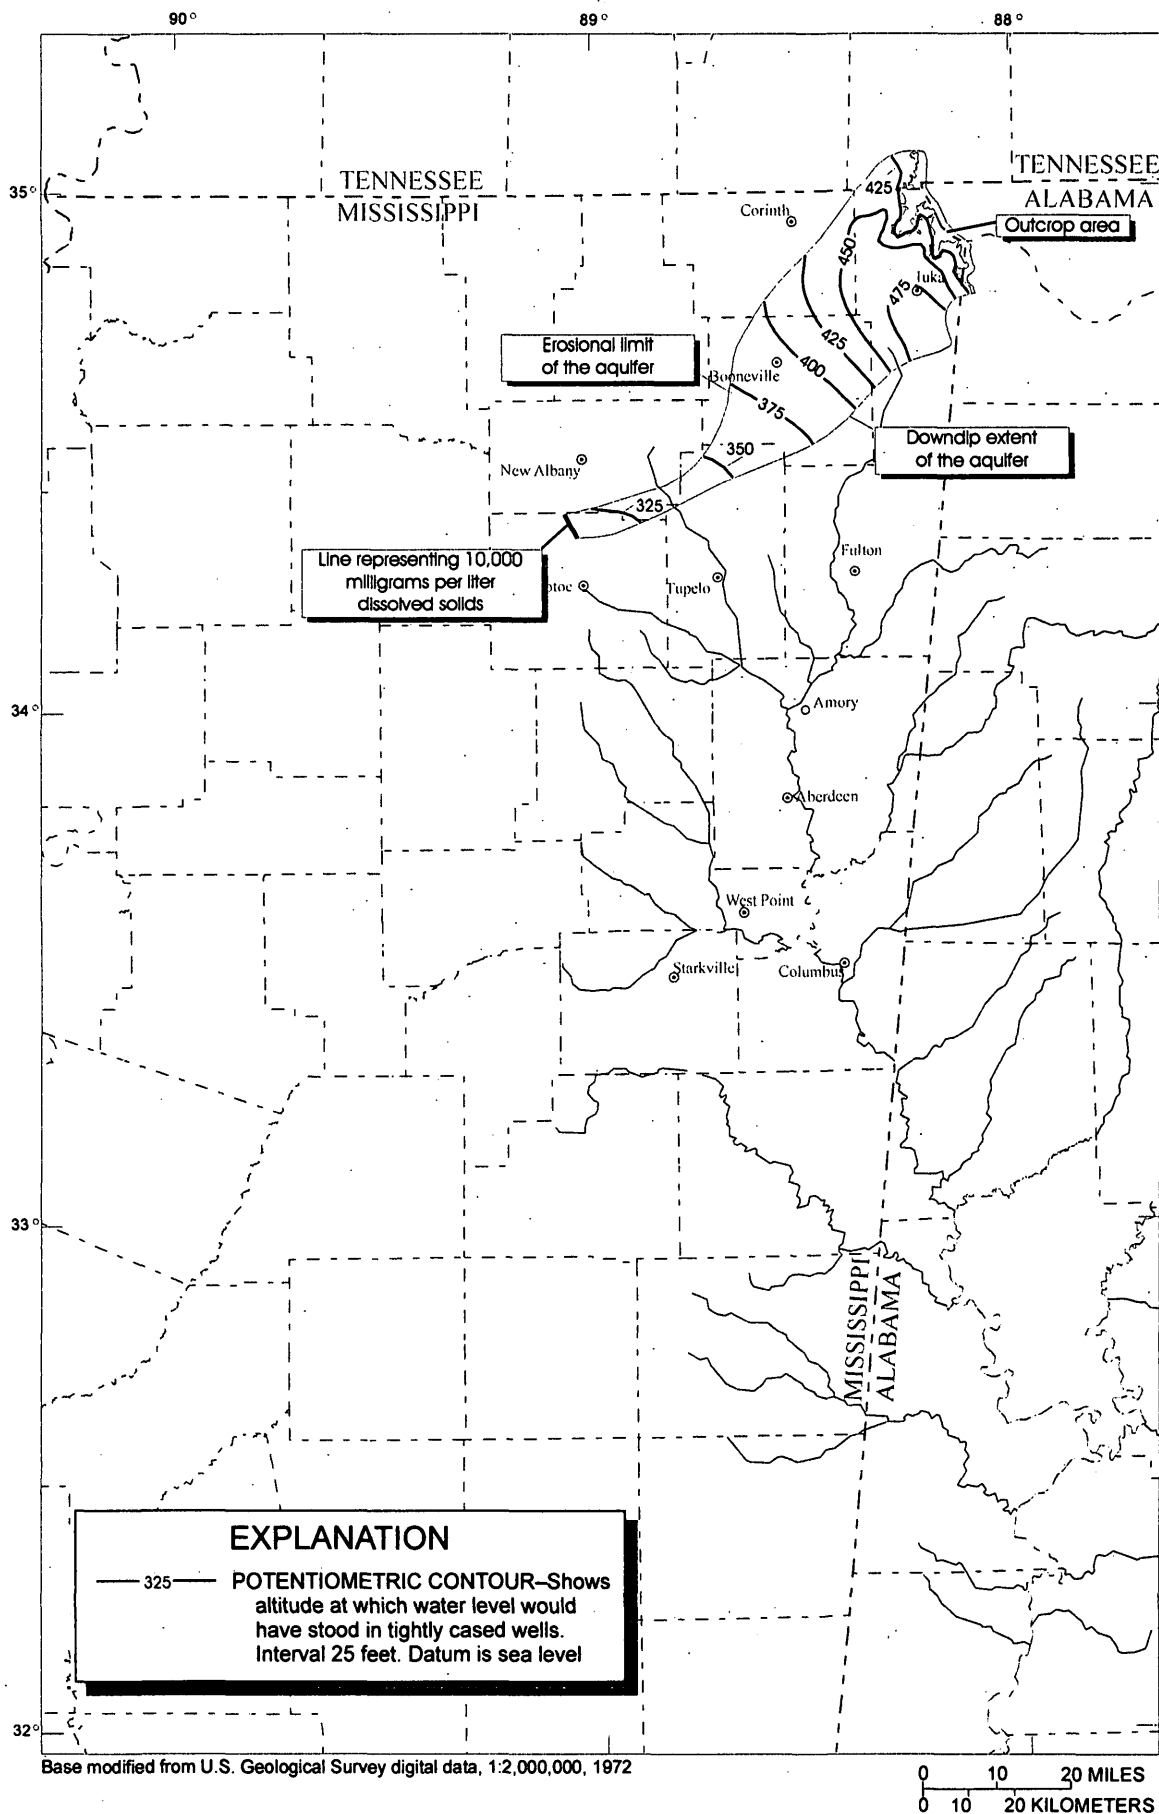 90°
89°
88°
35°
TENNESSEE
MISSISSIPPI
TENNESSEE
ALABAMA
425
Corinth
Outcrop area
450
Iuka
475
Erosional limit
of the aquifer
425
400
Booneville
375
Downdip extent
of the aquifer
350
New Albany
325
Line representing 10,000
milligrams per liter
dissolved solids
otoc
Tupelo
Fulton
34°
Amory
Aberdeen
West Point
Starkville
Columbus
33°
MISSISSIPPI
ALABAMA
EXPLANATION
325
POTENTIOMETRIC CONTOUR–Shows
altitude at which water level would
have stood in tightly cased wells.
Interval 25 feet. Datum is sea level
32°
Base modified from U.S. Geological Survey digital data, 1:2,000,000, 1972
0 10 20 MILES
0 10 20 KILOMETERS